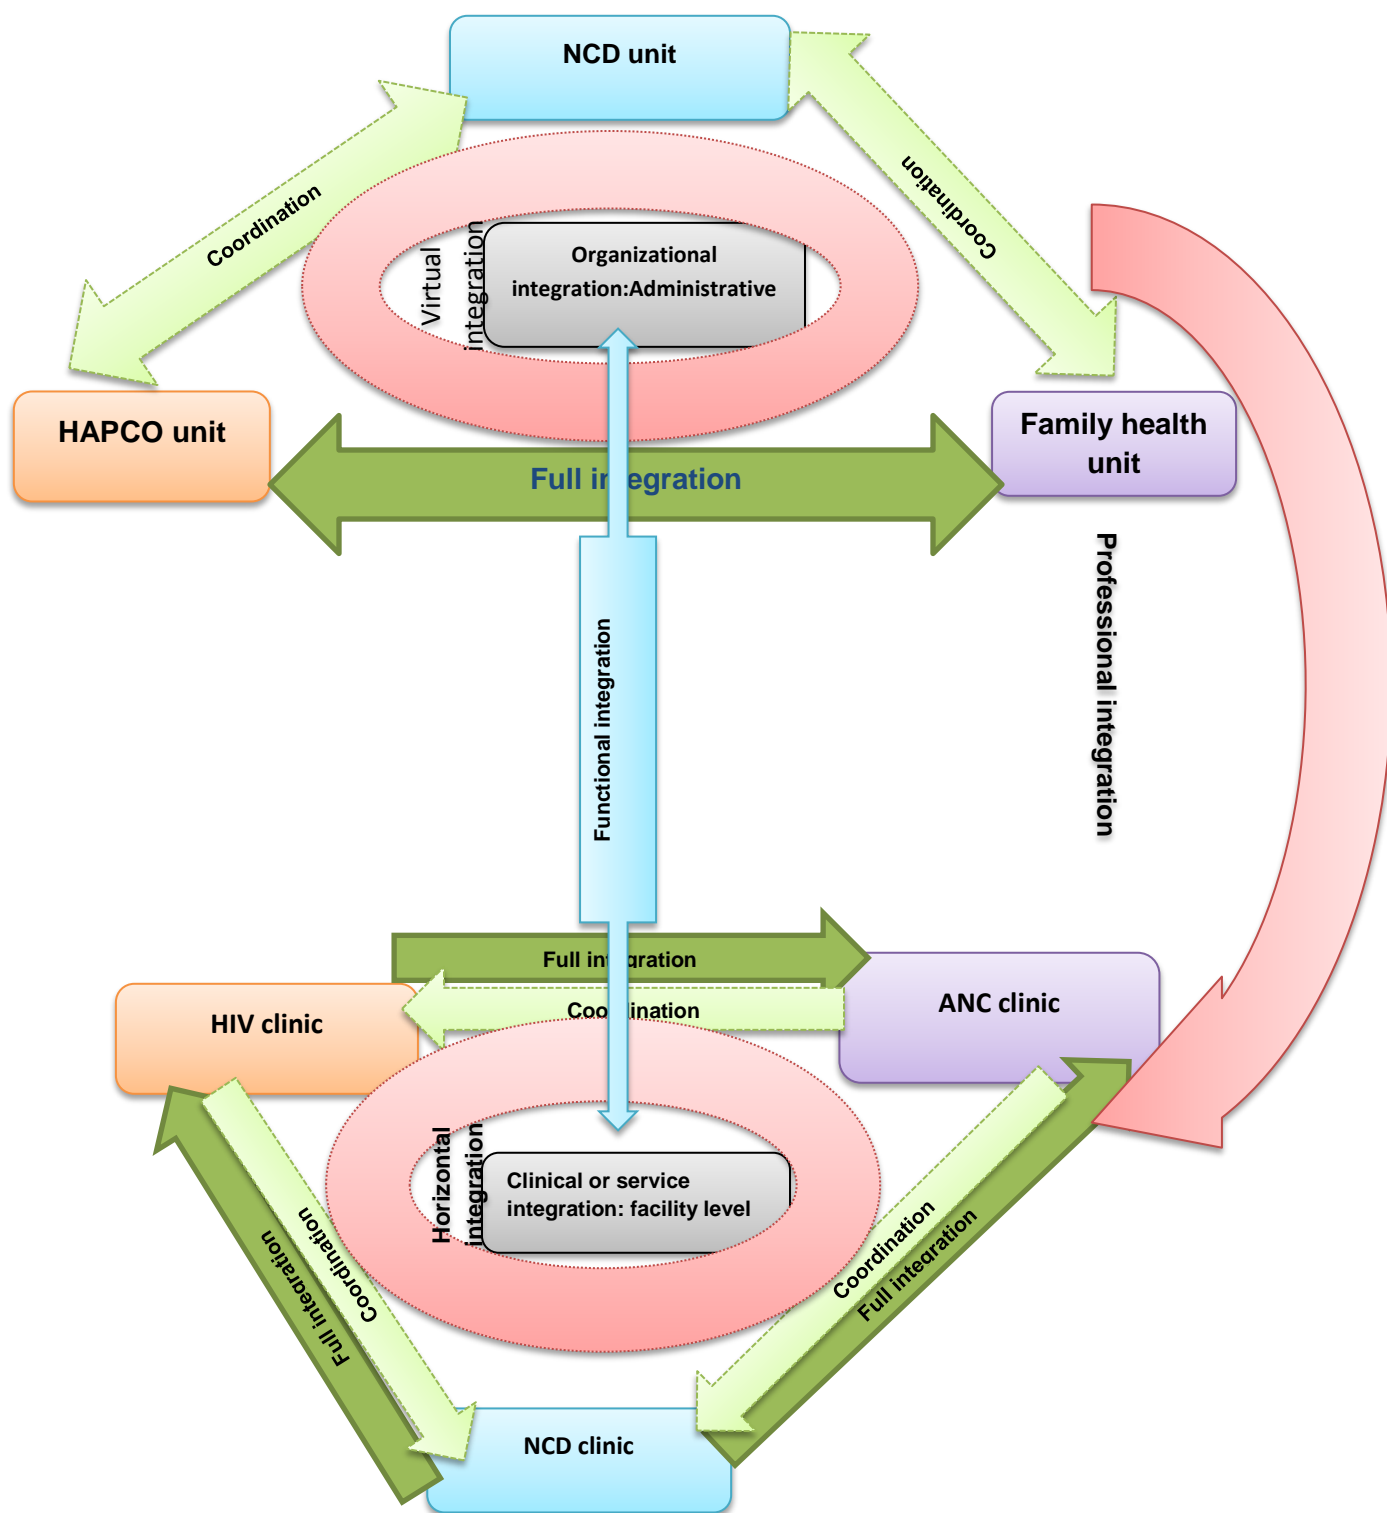 NCD unit
Coordination
Coordination
Virtual
integration
Organizational
integration:Administrative
HAPCO unit
Full integration
Family health
unit
Professional integration
Functional integration
Full integration
Coordination
HIV clinic
ANC clinic
Horizontal
integration
Clinical or service
integration: facility level
Coordination
Full integration
Coordination
Full integration
NCD clinic